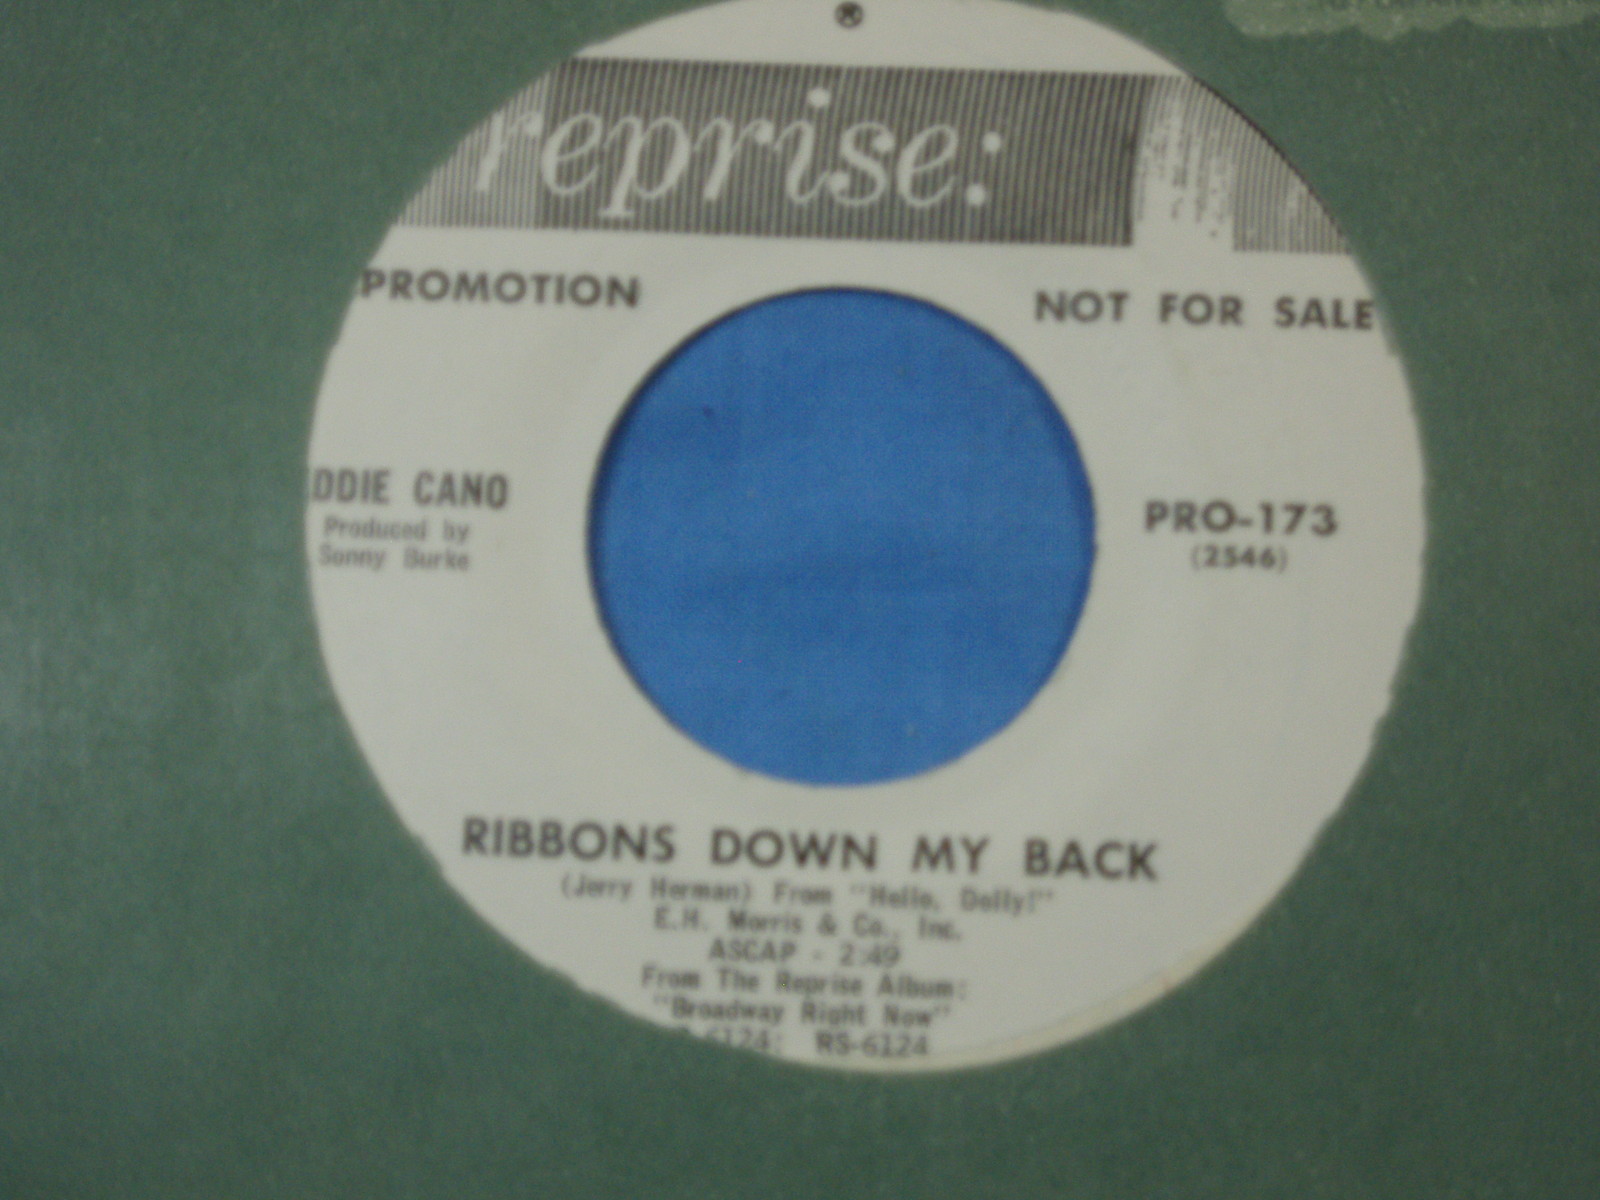 reprise:
PROMOTION NOT FOR SALE
DDIE CANO
Produced by
Sonny Burke
PRO-173
(2546)
RIBBONS DOWN MY BACK
(Jerry Herman) From "Hello, Dolly!"
E.H. Morris & Co., Inc.
ASCAP - 2:49
From The Reprise Album:
"Broadway Right Now"
6124: RS-6124